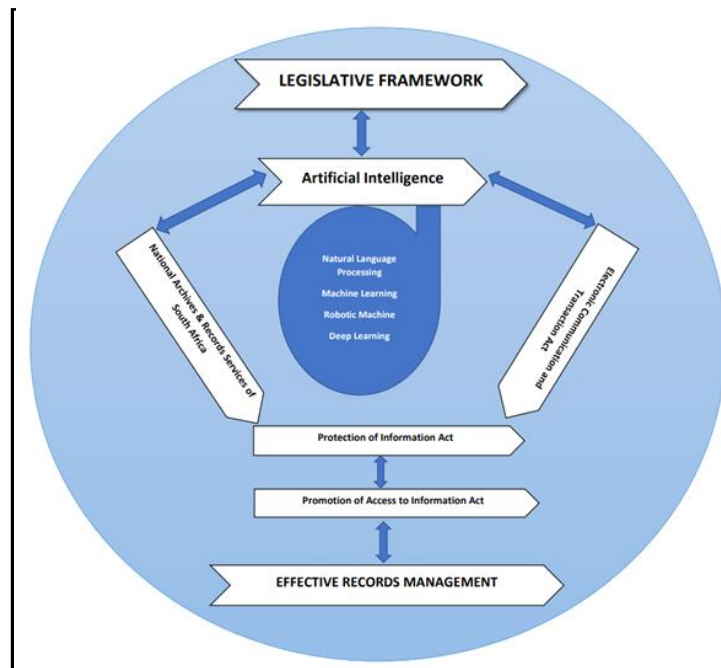 LEGISLATIVE FRAMEWORK
Artificial Intelligence
Natural Language
Processing
Machine Learning
Robotic Machine
Deep Learning
National Archives & Records Services of
South Africa
Electronic Communication and
Transaction Act
Protection of Information Act
Promotion of Access to Information Act
EFFECTIVE RECORDS MANAGEMENT